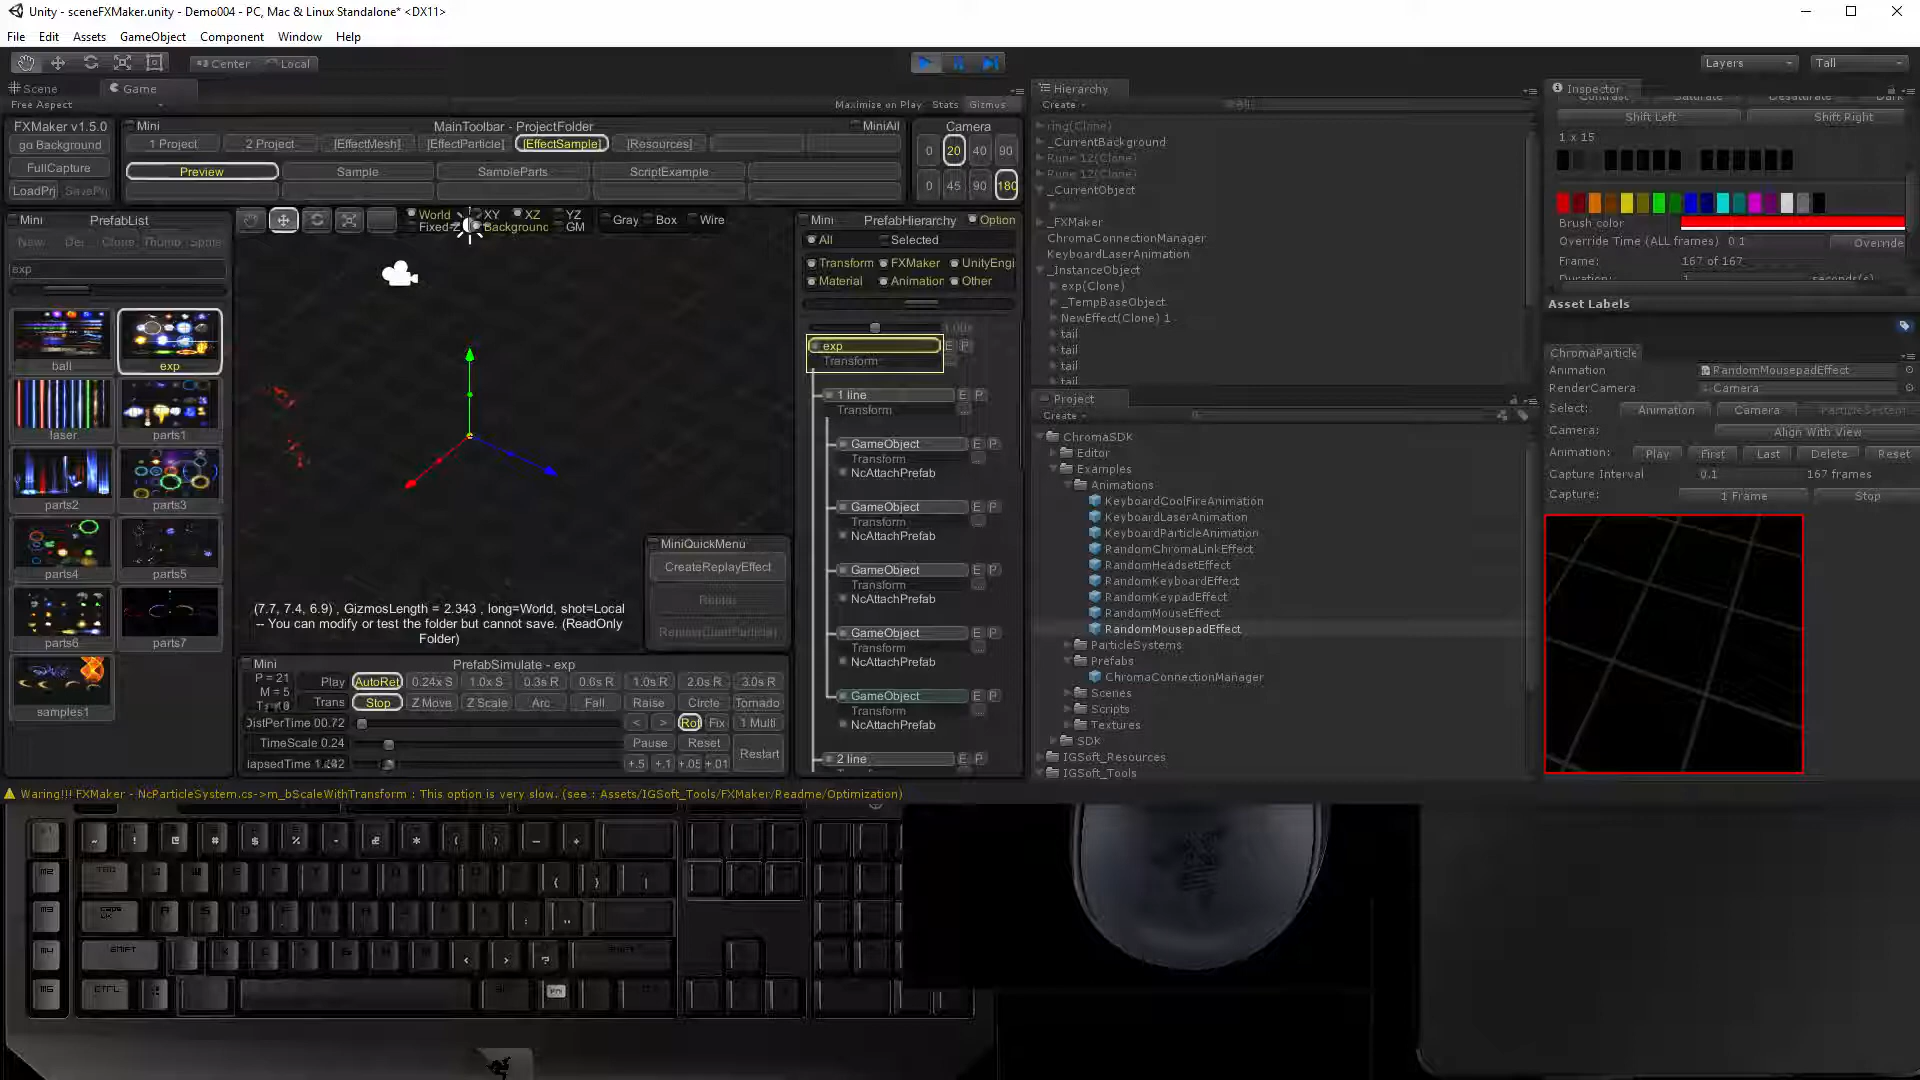 Unity - sceneFXMaker.unity - Demo004 - PC, Mac & Linux Standalone* <DX11>
File Edit Assets GameObject Component Window Help
Center Local
Layers Tall
Scene Game
Free Aspect
Maximize on Play Stats Gizmos
FXMaker v1.5.0
go Background
FullCapture
LoadPrj
Mini MainToolbar - ProjectFolder MiniAll
1 Project 2 Project [EffectMesh] [EffectParticle] [EffectSample] [Resources]
Preview Sample SampleParts ScriptExample
Camera
0 20 40 90
0 45 90 180
Mini PrefabList
exp
ball exp
laser parts1
parts2 parts3
parts4 parts5
parts6 parts7
samples1
World XY XZ YZ Gray Box Wire
Fixed-Z Background GM
(7.7, 7.4, 6.9) , GizmosLength = 2.343 , long=World, shot=Local
-- You can modify or test the folder but cannot save. (ReadOnly
Folder)
MiniQuickMenu
CreateReplayEffect
Mini PrefabSimulate - exp
P = 21
M = 5
Play AutoRet 0.24x S 1.0x S 0.3s R 0.6s R 1.0s R 2.0s R 3.0s R
Trans Stop Z Move Z Scale Arc Fall Raise Circle Tornado
DistPerTime 00.72 < > Rot Fix 1 Multi
TimeScale 0.24 Pause Reset Restart
+.5 +.1 +.05 +.01
Mini PrefabHierarchy Option
All Selected
Transform FXMaker UnityEngi
Material Animation Other
exp E P
Transform
1 line E P
Transform
GameObject E P
Transform
NcAttachPrefab
GameObject E P
Transform
NcAttachPrefab
GameObject E P
Transform
NcAttachPrefab
GameObject E P
Transform
NcAttachPrefab
GameObject E P
Transform
NcAttachPrefab
2 line E P
Hierarchy
Create
ring(Clone)
_CurrentBackground
Rune 12(Clone)
Rune 12(Clone)
_CurrentObject
_FXMaker
ChromaConnectionManager
KeyboardLaserAnimation
_InstanceObject
exp(Clone)
_TempBaseObject
NewEffect(Clone) 1
tail
tail
tail
tail
Project
Create
ChromaSDK
Editor
Examples
Animations
KeyboardCoolFireAnimation
KeyboardLaserAnimation
KeyboardParticleAnimation
RandomChromaLinkEffect
RandomHeadsetEffect
RandomKeyboardEffect
RandomKeypadEffect
RandomMouseEffect
RandomMousepadEffect
ParticleSystems
Prefabs
ChromaConnectionManager
Scenes
Scripts
Textures
SDK
IGSoft_Resources
IGSoft_Tools
Inspector
Contrast Saturate Desaturate Dark
Shift Left Shift Right
1 x 15
Brush color
Override Time (ALL frames) 0.1 Override
Frame: 167 of 167
Asset Labels
ChromaParticle
Animation RandomMousepadEffect
RenderCamera Camera
Select: Animation Camera ParticleSystem
Camera: Align With View
Animation: Play First Last Delete Reset
Capture Interval 0.1 167 frames
Capture: 1 Frame Stop
Waring!!! FXMaker - NcParticleSystem.cs->m_bScaleWithTransform : This option is very slow. (see : Assets/IGSoft_Tools/FXMaker/Readme/Optimization)